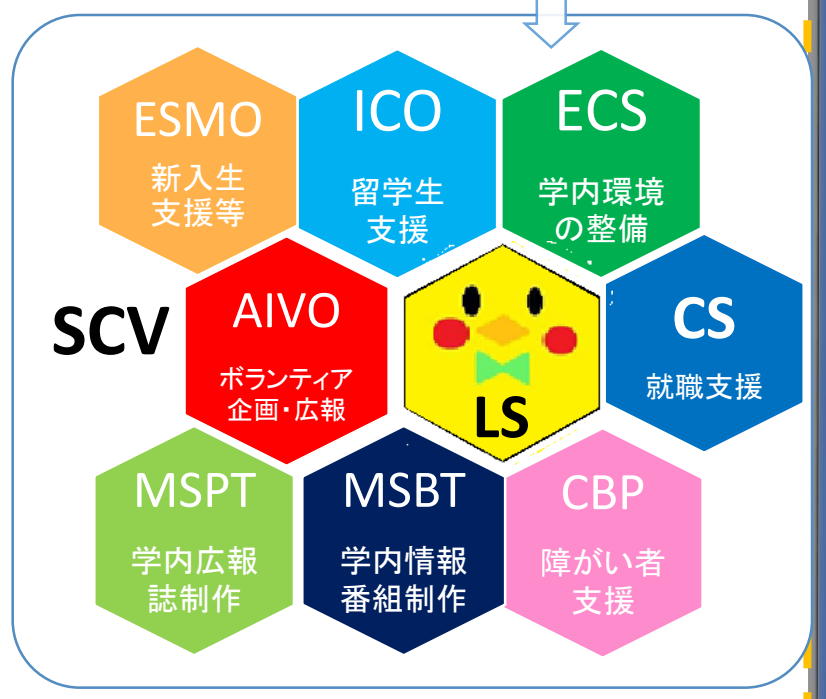 ESMO
新入生
支援等
ICO
留学生
支援
ECS
学内環境
の整備
SCV
AIVO
ボランティア
企画・広報
LS
CS
就職支援
MSPT
学内広報
誌制作
MSBT
学内情報
番組制作
CBP
障がい者
支援